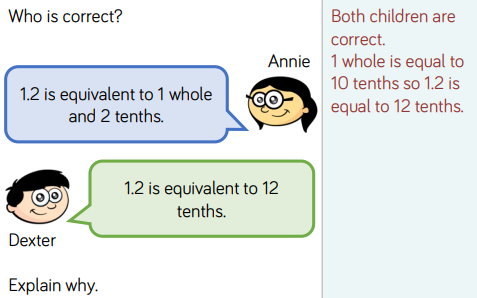 Who is correct?
Annie
1.2 is equivalent to 1 whole
and 2 tenths.
1.2 is equivalent to 12
tenths.
Dexter
Explain why.
Both children are
correct.
1 whole is equal to
10 tenths so 1.2 is
equal to 12 tenths.